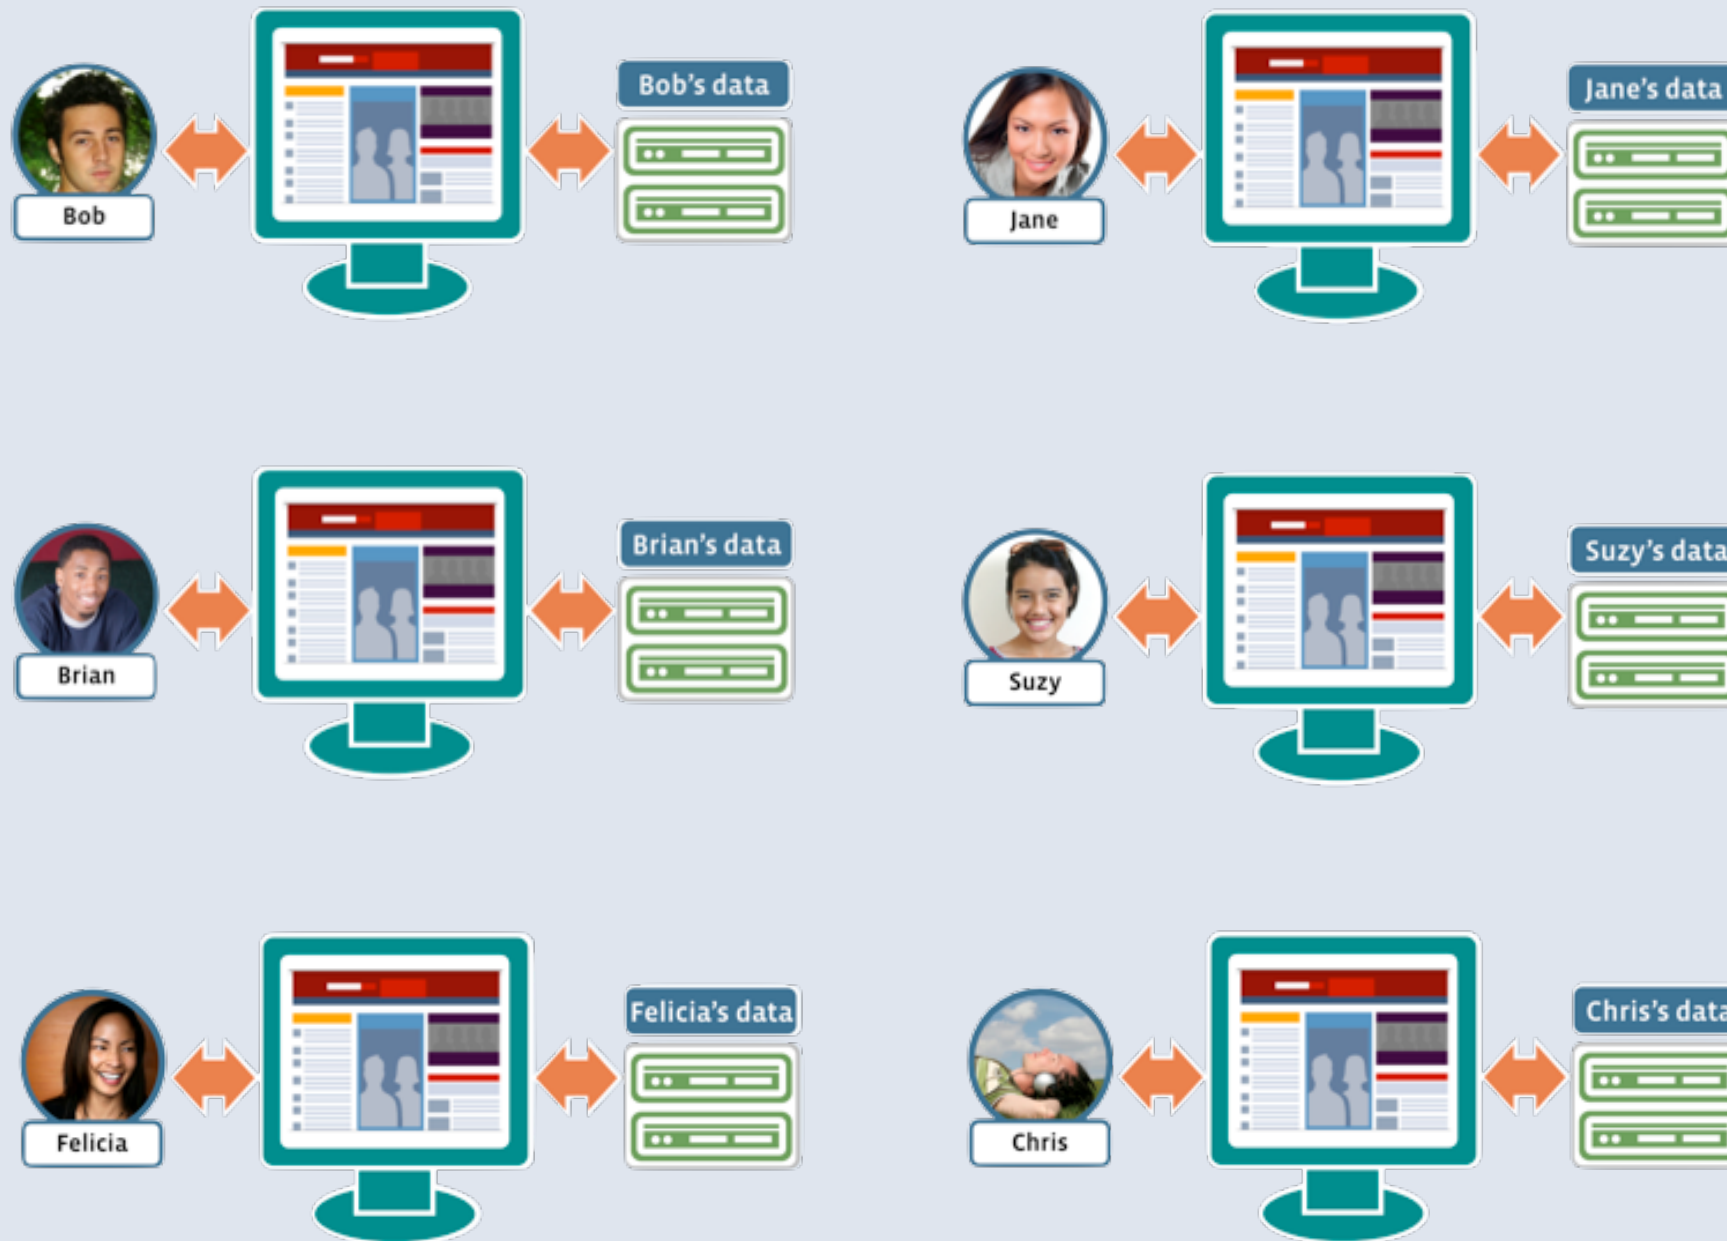 Bob's data
Bob
Jane's data
Jane
Brian's data
Brian
Suzy's data
Suzy
Felicia's data
Felicia
Chris's data
Chris